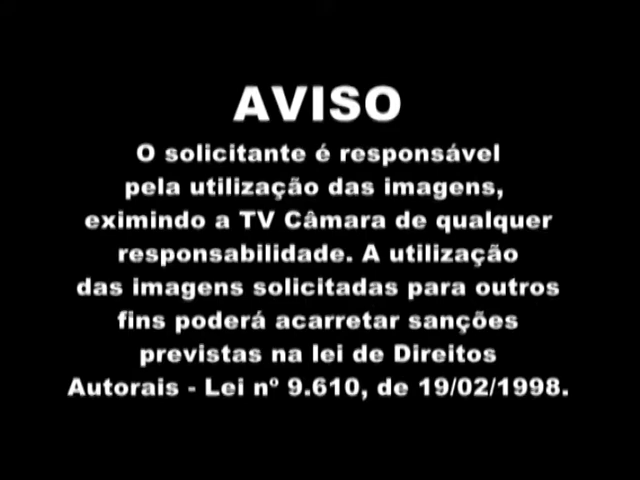 AVISO
O solicitante é responsável
pela utilização das imagens,
eximindo a TV Câmara de qualquer
responsabilidade. A utilização
das imagens solicitadas para outros
fins poderá acarretar sanções
previstas na lei de Direitos
Autorais - Lei nº 9.610, de 19/02/1998.